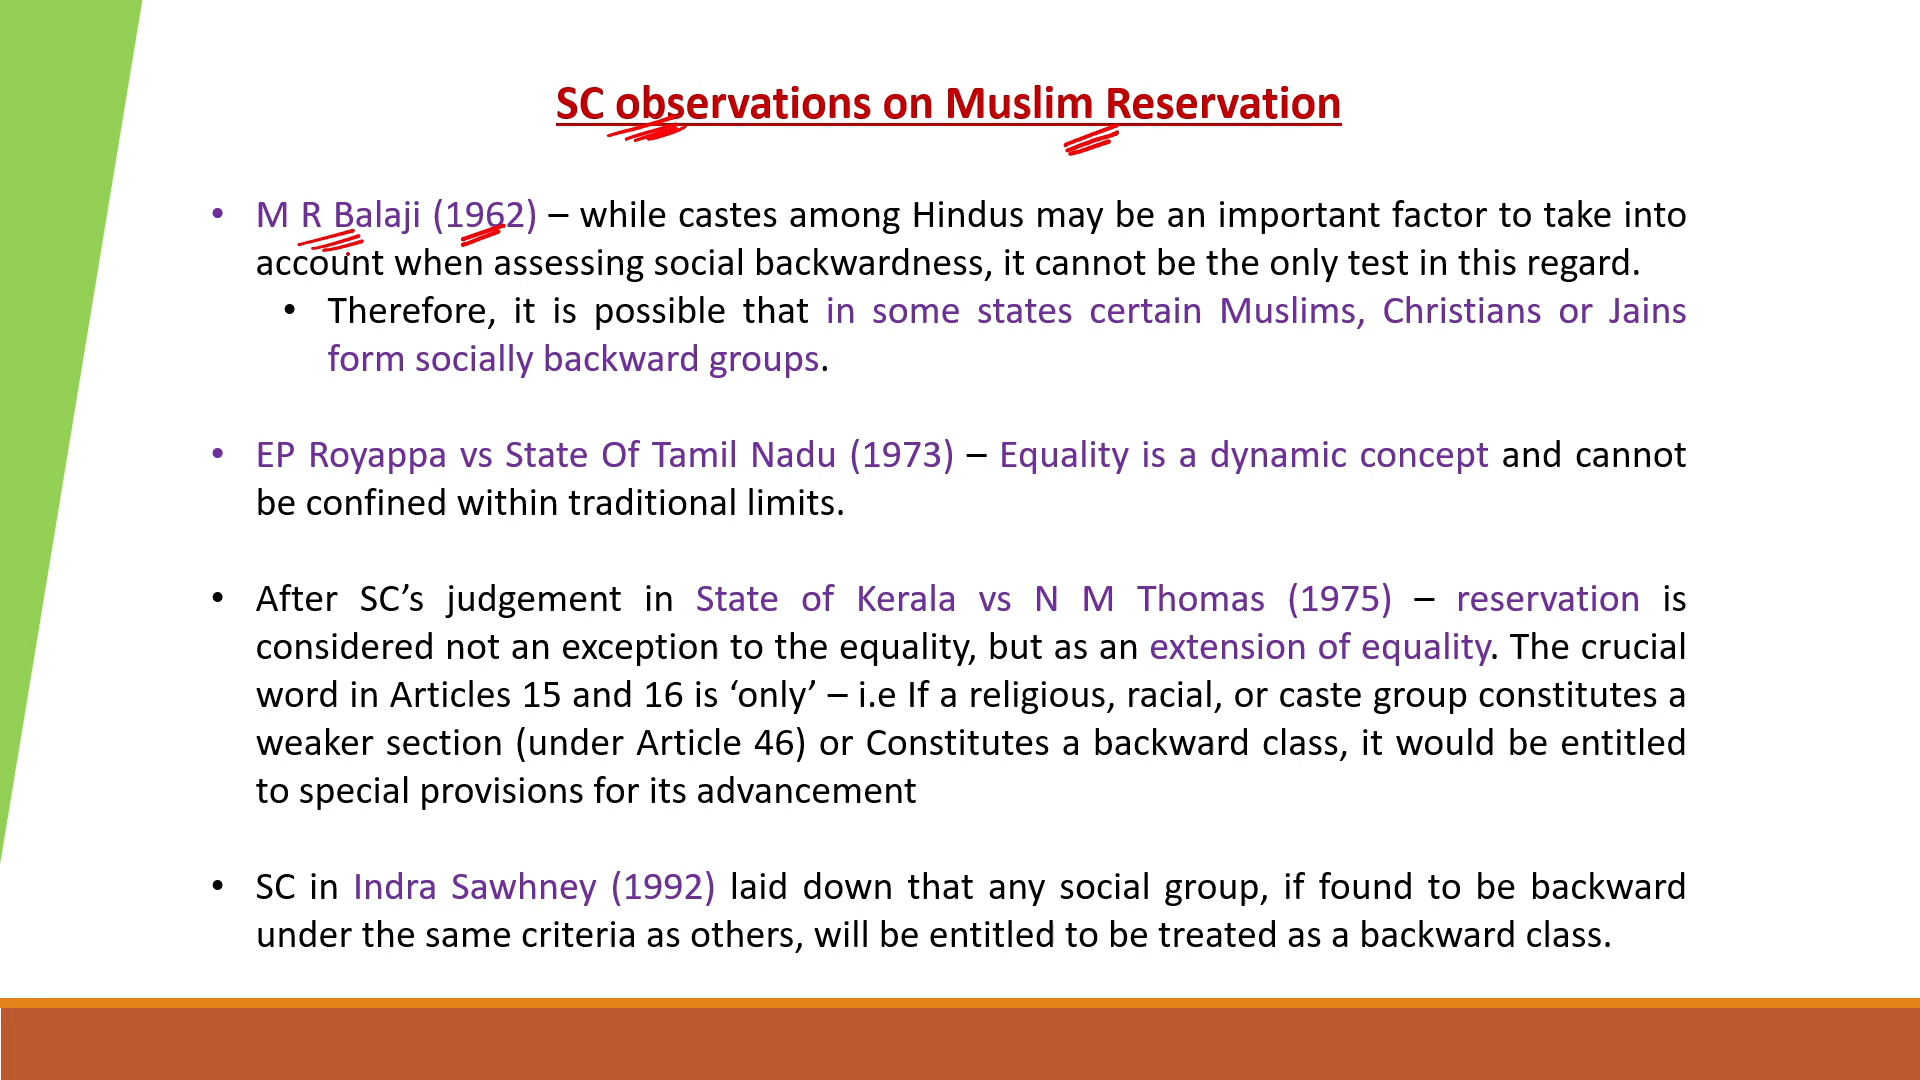 SC observations on Muslim Reservation
• M R Balaji (1962) – while castes among Hindus may be an important factor to take into
account when assessing social backwardness, it cannot be the only test in this regard.
• Therefore, it is possible that in some states certain Muslims, Christians or Jains
form socially backward groups.
• EP Royappa vs State Of Tamil Nadu (1973) – Equality is a dynamic concept and cannot
be confined within traditional limits.
• After SC’s judgement in State of Kerala vs N M Thomas (1975) – reservation is
considered not an exception to the equality, but as an extension of equality. The crucial
word in Articles 15 and 16 is ‘only’ – i.e If a religious, racial, or caste group constitutes a
weaker section (under Article 46) or Constitutes a backward class, it would be entitled
to special provisions for its advancement
• SC in Indra Sawhney (1992) laid down that any social group, if found to be backward
under the same criteria as others, will be entitled to be treated as a backward class.